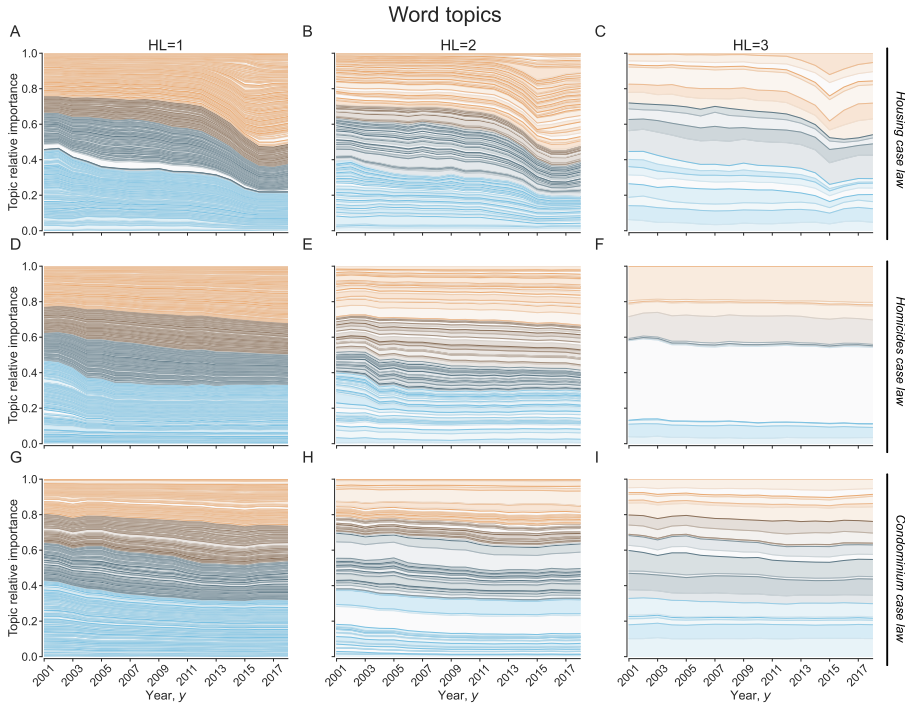 Word topics
A
HL=1
B
HL=2
C
HL=3
Topic relative importance
1.0
0.8
0.6
0.4
0.2
0.0
Housing case law
D
E
F
Topic relative importance
1.0
0.8
0.6
0.4
0.2
0.0
Homicides case law
G
H
I
Topic relative importance
1.0
0.8
0.6
0.4
0.2
0.0
Condominium case law
2001 2003 2005 2007 2009 2011 2013 2015 2017
2001 2003 2005 2007 2009 2011 2013 2015 2017
2001 2003 2005 2007 2009 2011 2013 2015 2017
Year, y
Year, y
Year, y